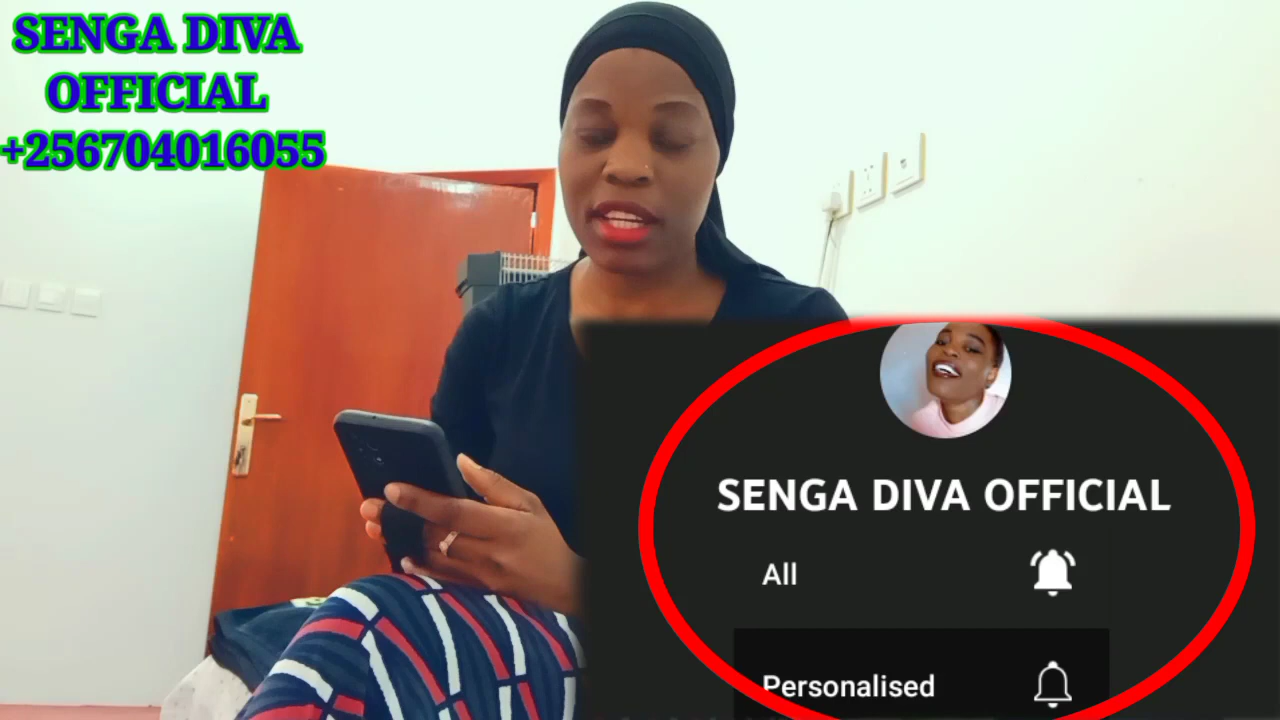 SENGA DIVA
OFFICIAL
+256704016055
SENGA DIVA OFFICIAL
All
Personalised